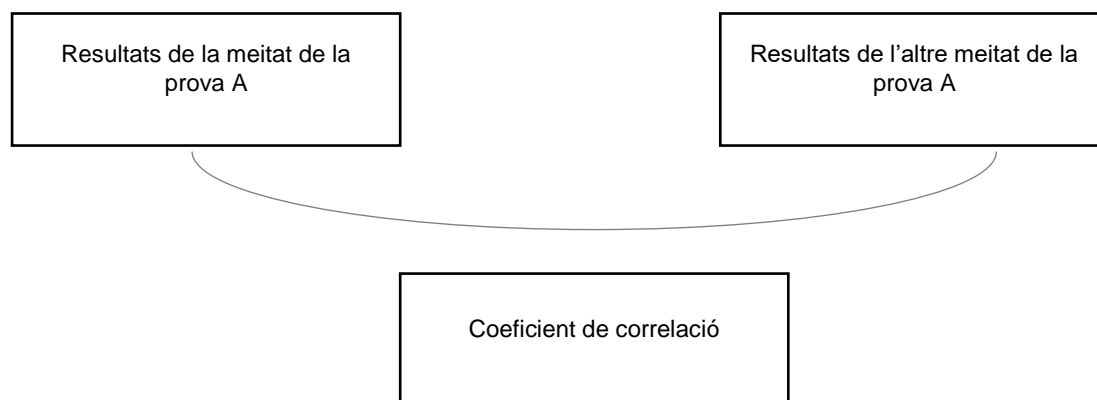 Resultats de la meitat de la
prova A
Resultats de l’altre meitat de la
prova A
Coeficient de correlació